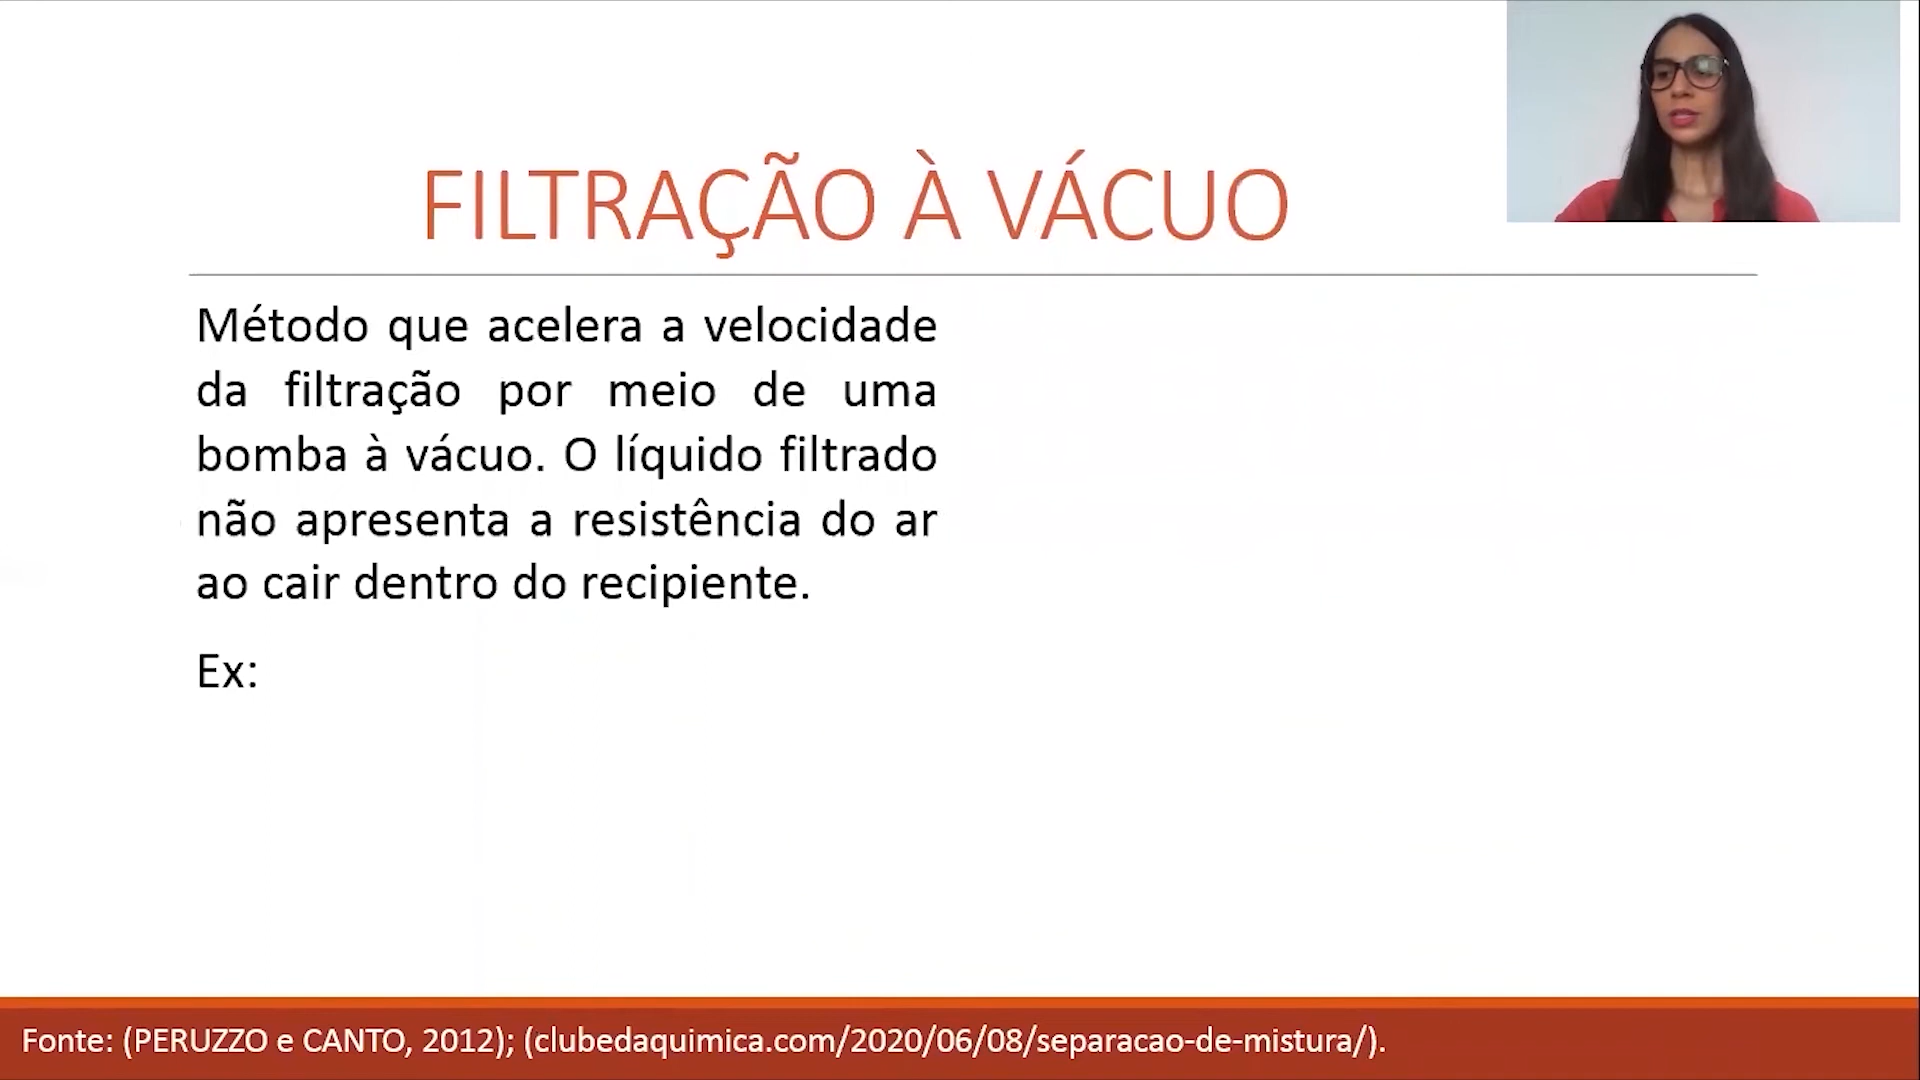 FILTRAÇÃO À VÁCUO
Método que acelera a velocidade
da filtração por meio de uma
bomba à vácuo. O líquido filtrado
não apresenta a resistência do ar
ao cair dentro do recipiente.
Ex:
Fonte: (PERUZZO e CANTO, 2012); (clubedaquimica.com/2020/06/08/separacao-de-mistura/).